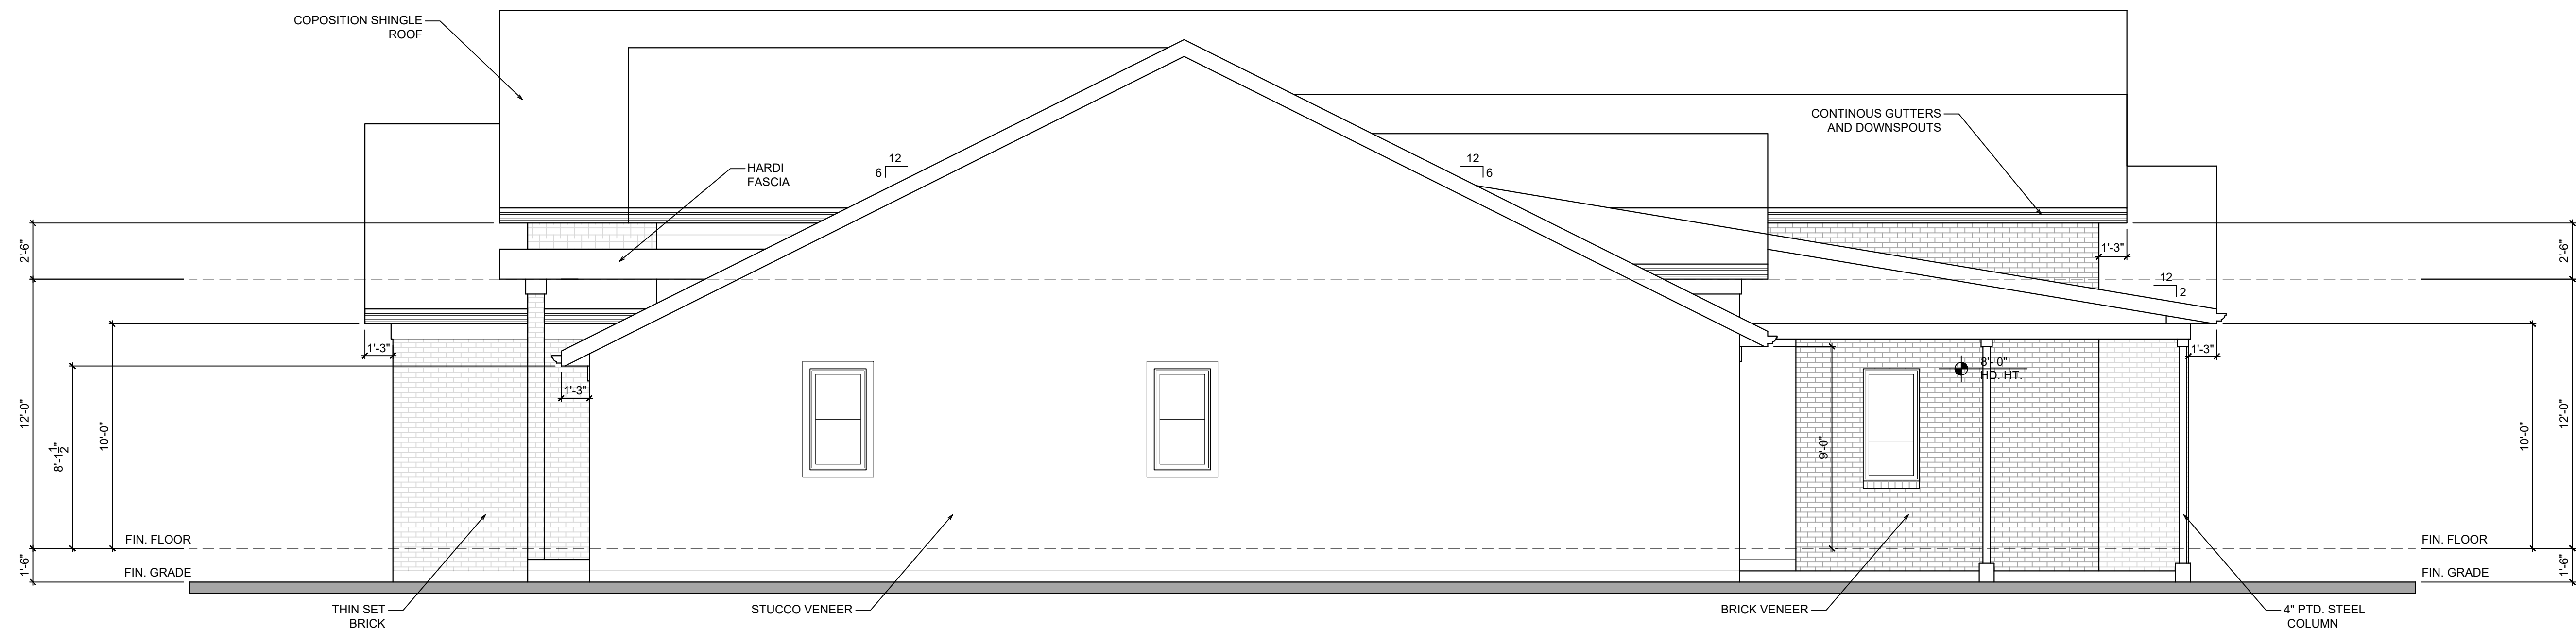 COPOSITION SHINGLE
ROOF
HARDI
FASCIA
CONTINOUS GUTTERS
AND DOWNSPOUTS
12
6
12
6
12
2
2'-6"
12'-0"
1'-6"
8'-1 1/2"
10'-0"
1'-3"
1'-3"
1'-3"
1'-3"
8'- 0"
HD. HT.
9'-0"
2'-6"
12'-0"
10'-0"
1'-6"
FIN. FLOOR
FIN. GRADE
FIN. FLOOR
FIN. GRADE
THIN SET
BRICK
STUCCO VENEER
BRICK VENEER
4" PTD. STEEL
COLUMN